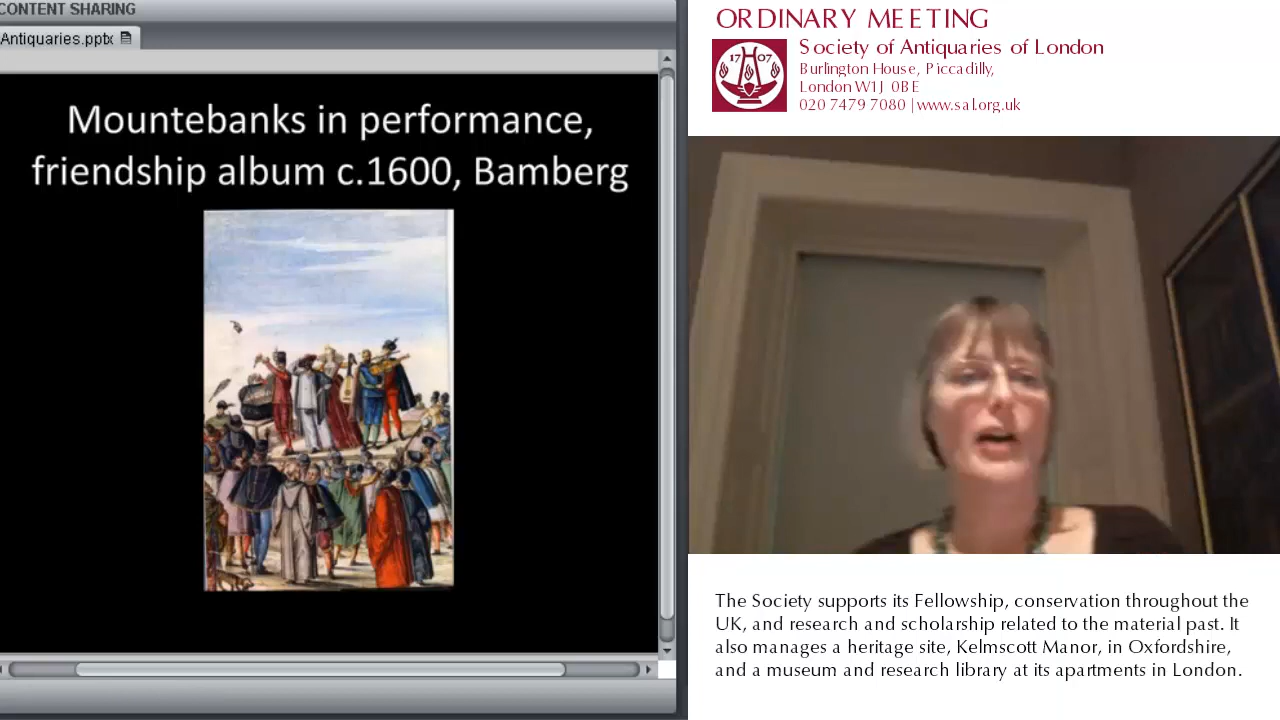 CONTENT SHARING
Antiquaries.pptx
Mountebanks in performance,
friendship album c.1600, Bamberg
ORDINARY MEETING
Society of Antiquaries of London
Burlington House, Piccadilly,
London W1J 0BE
020 7479 7080 | www.sal.org.uk
17 07
The Society supports its Fellowship, conservation throughout the
UK, and research and scholarship related to the material past. It
also manages a heritage site, Kelmscott Manor, in Oxfordshire,
and a museum and research library at its apartments in London.